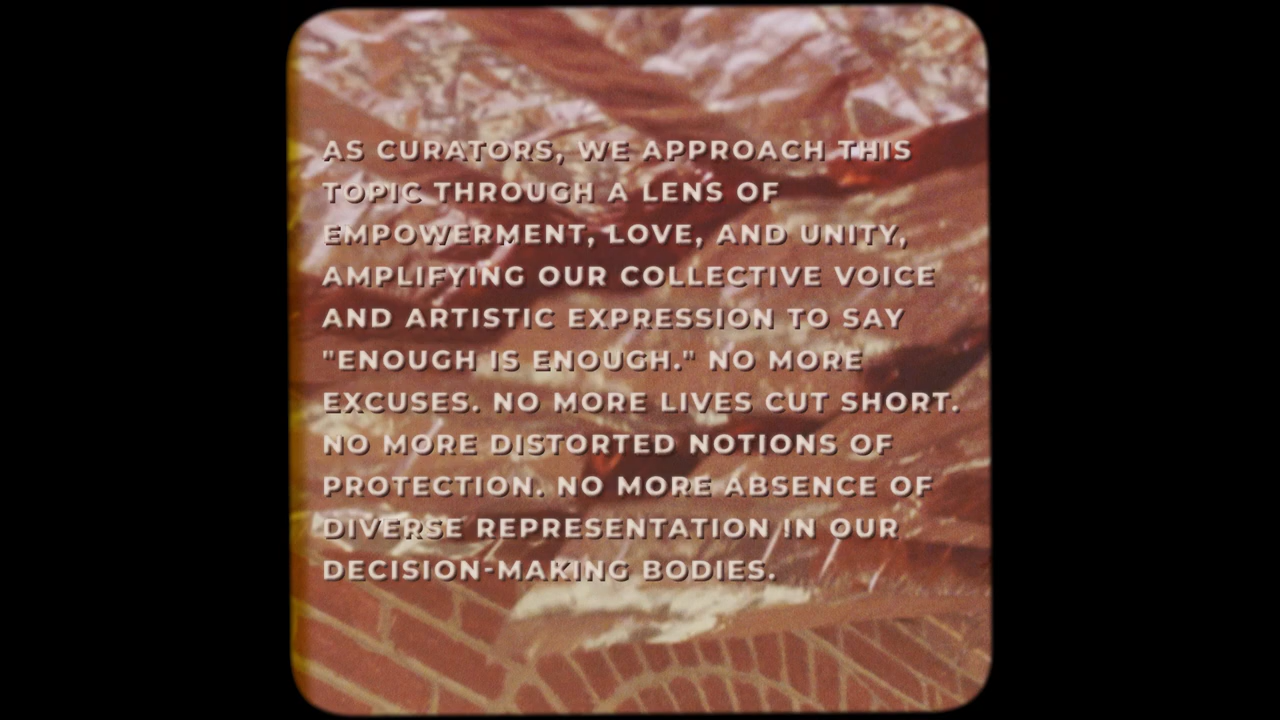 AS CURATORS, WE APPROACH THIS
TOPIC THROUGH A LENS OF
EMPOWERMENT, LOVE, AND UNITY,
AMPLIFYING OUR COLLECTIVE VOICE
AND ARTISTIC EXPRESSION TO SAY
"ENOUGH IS ENOUGH." NO MORE
EXCUSES. NO MORE LIVES CUT SHORT.
NO MORE DISTORTED NOTIONS OF
PROTECTION. NO MORE ABSENCE OF
DIVERSE REPRESENTATION IN OUR
DECISION-MAKING BODIES.